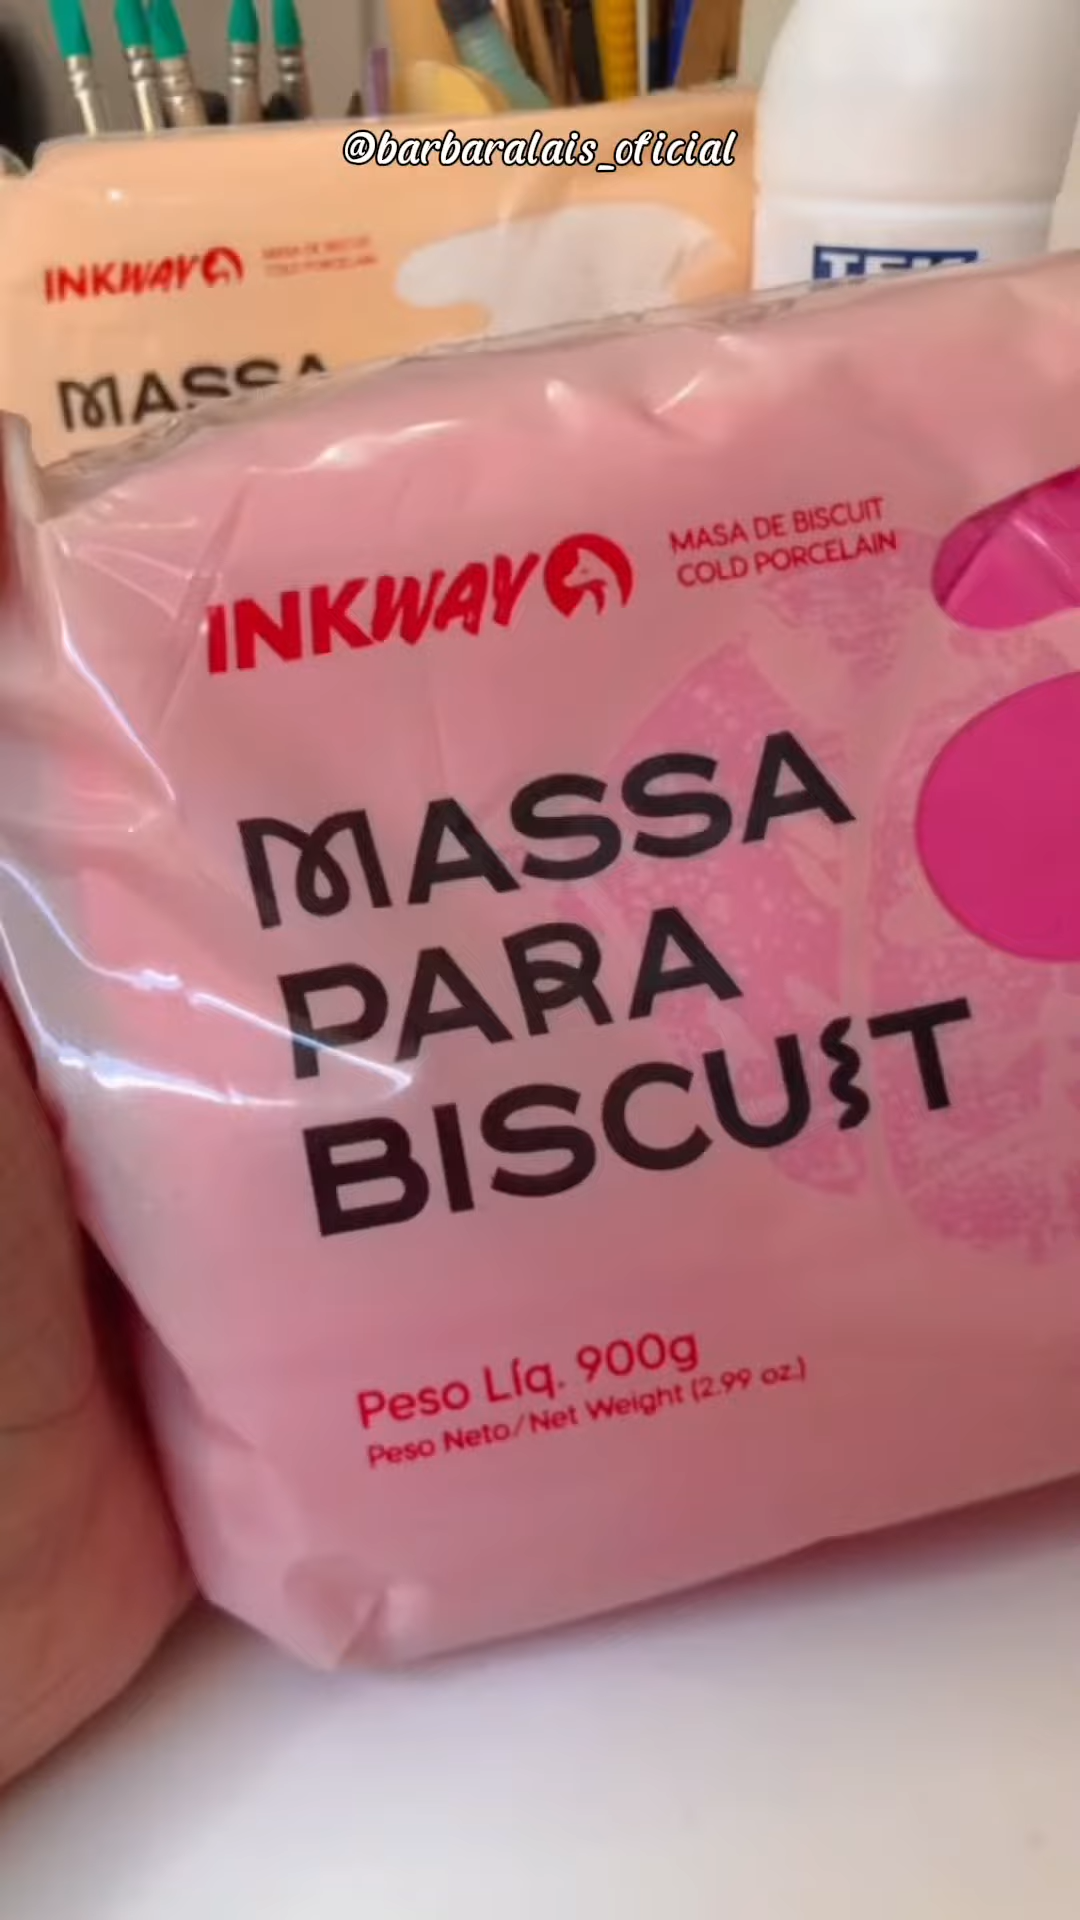 @barbaralais_oficial
INKWAY
MASSA
TEK
INKWAY
MASA DE BISCUIT
COLD PORCELAIN
MASSA
PARA
BISCUIT
Peso Líq. 900g
Peso Neto/Net Weight (2.99 oz.)